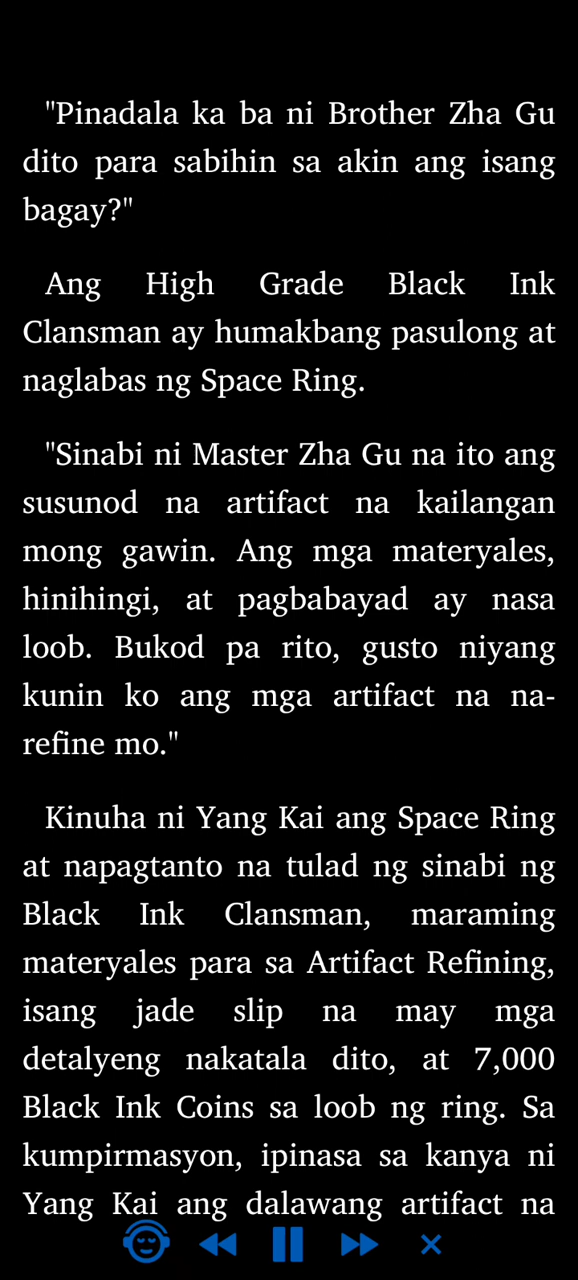 "Pinadala ka ba ni Brother Zha Gu
dito para sabihin sa akin ang isang
bagay?"
Ang High Grade Black Ink
Clansman ay humakbang pasulong at
naglabas ng Space Ring.
"Sinabi ni Master Zha Gu na ito ang
susunod na artifact na kailangan
mong gawin. Ang mga materyales,
hinihingi, at pagbabayad ay nasa
loob. Bukod pa rito, gusto niyang
kunin ko ang mga artifact na na-
refine mo."
Kinuha ni Yang Kai ang Space Ring
at napagtanto na tulad ng sinabi ng
Black Ink Clansman, maraming
materyales para sa Artifact Refining,
isang jade slip na may mga
detalyeng nakatala dito, at 7,000
Black Ink Coins sa loob ng ring. Sa
kumpirmasyon, ipinasa sa kanya ni
Yang Kai ang dalawang artifact na